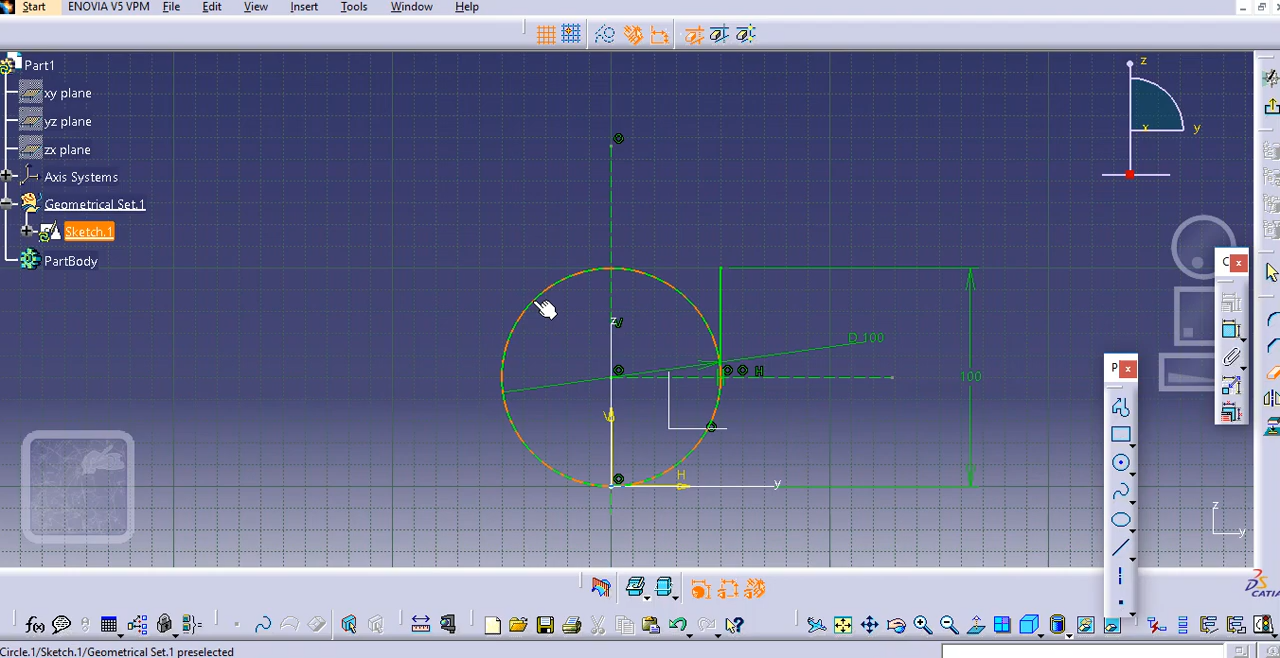 Start ENOVIA V5 VPM File Edit View Insert Tools Window Help
Part1
xy plane
yz plane
zx plane
Axis Systems
Geometrical Set.1
Sketch.1
PartBody
z
x
y
z y
D 100
H
100
V
H
y
C x
P x
z
y
CATIA
f(x)
Circle.1/Sketch.1/Geometrical Set.1 preselected